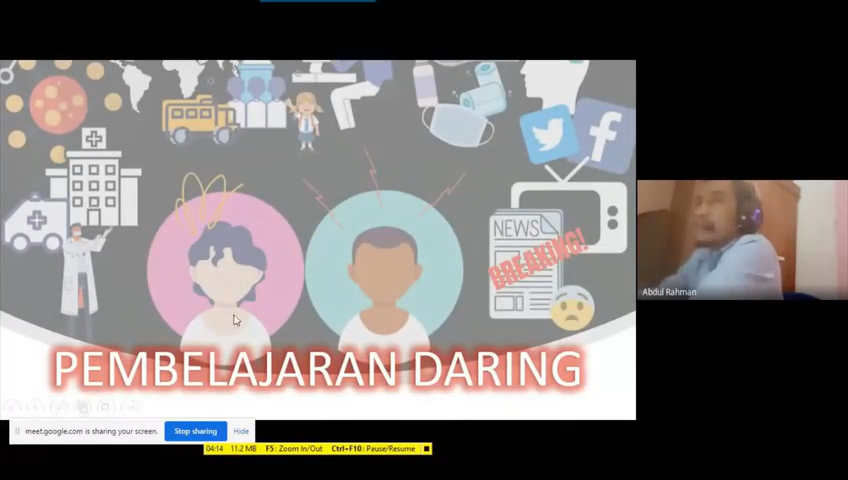 NEWS
BREAKING!
Abdul Rahman
PEMBELAJARAN DARING
meet.google.com is sharing your screen.
Stop sharing
Hide
04:14 11.2 MB F5: Zoom In/Out Ctrl+F10: Pause/Resume